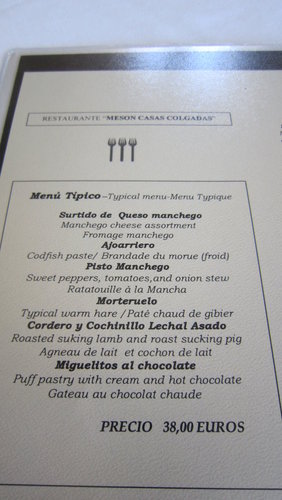 RESTAURANTE "MESON CASAS COLGADAS"
Menú Típico –Typical menu-Menu Typique
Surtido de Queso manchego
Manchego cheese assortment
Fromage manchego
Ajoarriero
Codfish paste/ Brandade du morue (froid)
Pisto Manchego
Sweet peppers, tomatoes,and onion stew
Ratatouille à la Mancha
Morteruelo
Typical warm hare /Patè chaud de gibier
Cordero y Cochinillo Lechal Asado
Roasted suking lamb and roast sucking pig
Agneau de lait et cochon de lait
Miguelitos al chocolate
Puff pastry with cream and hot chocolate
Gateau au chocolat chaude
PRECIO 38,00 EUROS